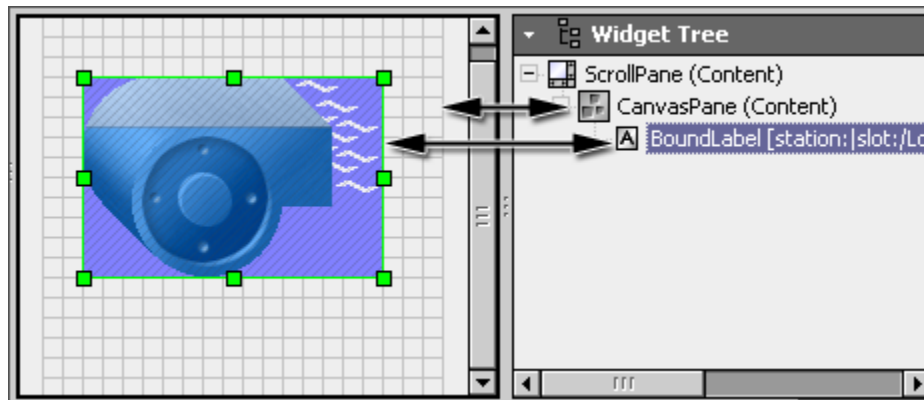 Widget Tree
ScrollPane (Content)
CanvasPane (Content)
A BoundLabel [station:|slot:/Lo